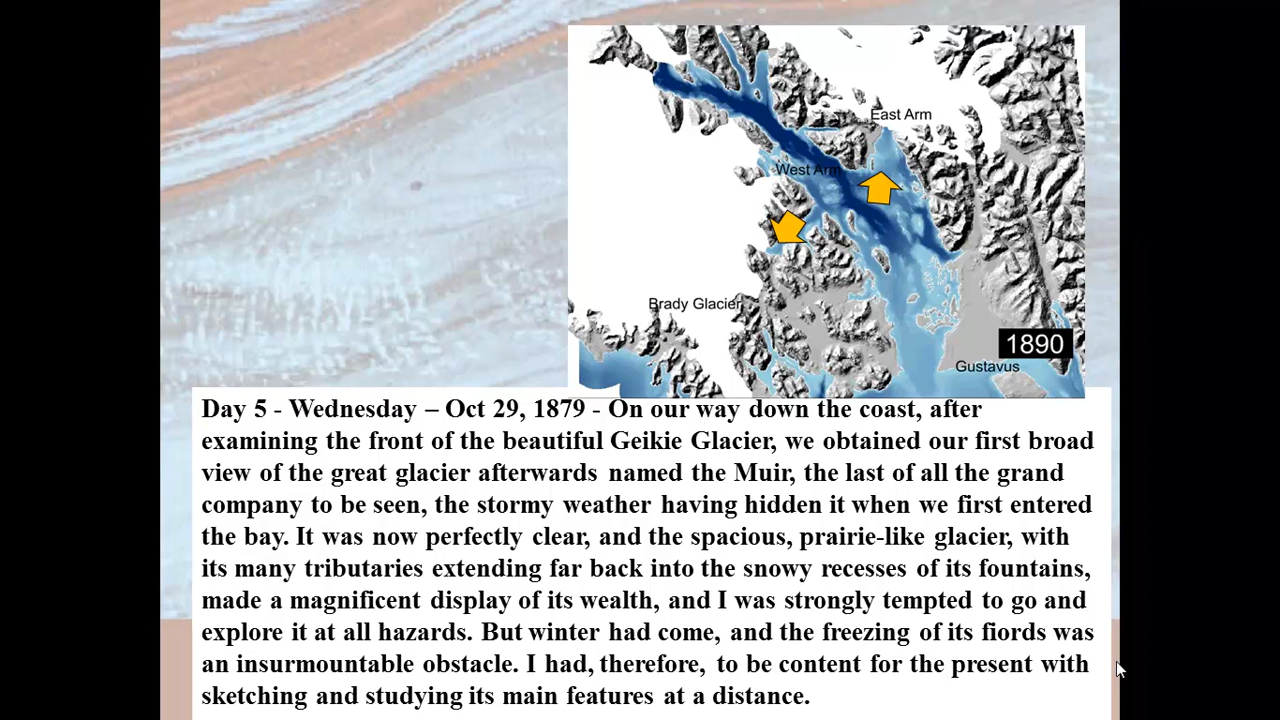 East Arm
West Arm
Brady Glacier
1890
Gustavus
Day 5 - Wednesday – Oct 29, 1879 - On our way down the coast, after
examining the front of the beautiful Geikie Glacier, we obtained our first broad
view of the great glacier afterwards named the Muir, the last of all the grand
company to be seen, the stormy weather having hidden it when we first entered
the bay. It was now perfectly clear, and the spacious, prairie-like glacier, with
its many tributaries extending far back into the snowy recesses of its fountains,
made a magnificent display of its wealth, and I was strongly tempted to go and
explore it at all hazards. But winter had come, and the freezing of its fiords was
an insurmountable obstacle. I had, therefore, to be content for the present with
sketching and studying its main features at a distance.